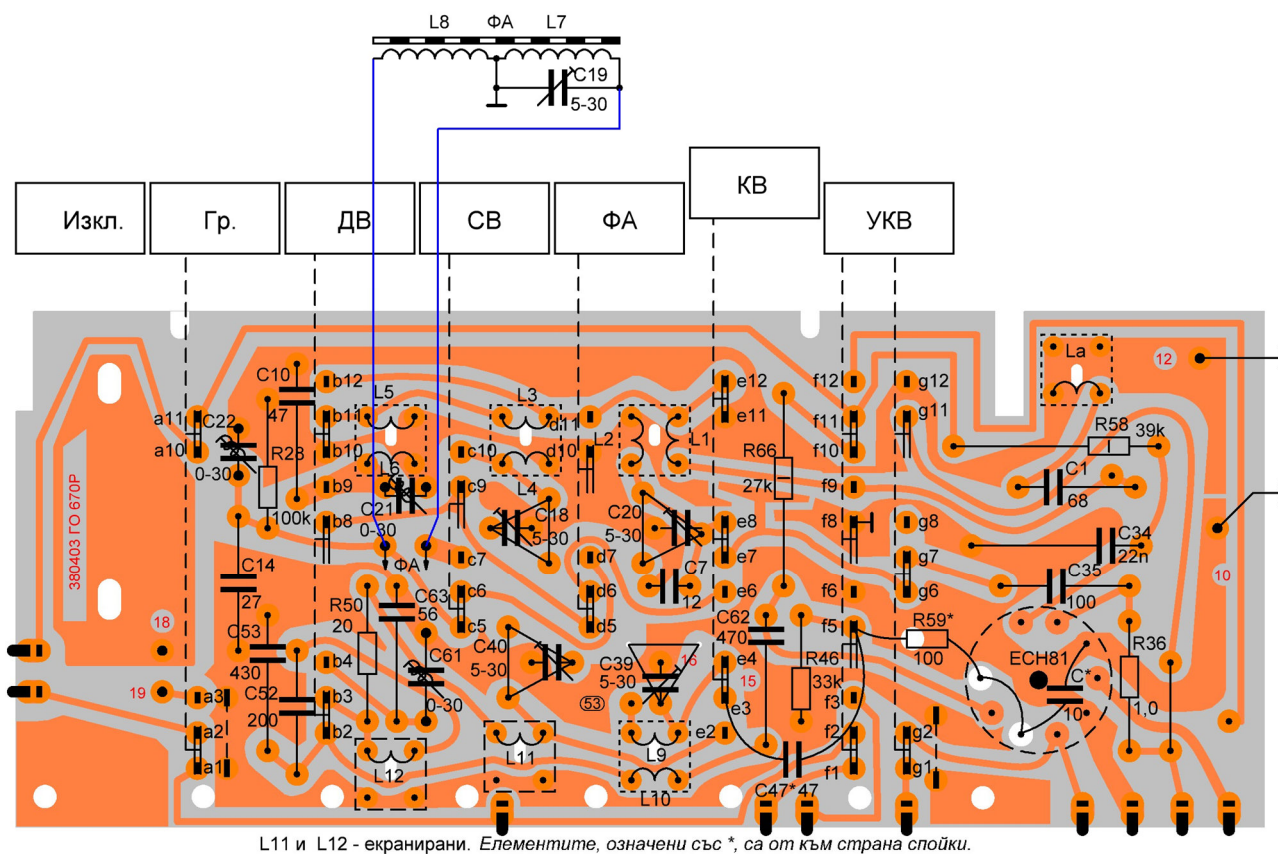 L8 ФА L7
C19
5-30
Изкл.
Гр.
ДВ
СВ
ФА
КВ
УКВ
La
12
C10
47
b12
L5
L3
e12
f12
g12
a11
C22
b11
d11
L2
L1
e11
f11
g11
R58
39k
a10
0-30
R28
b10
L6
c10
d10
R66
27k
f10
C1
68
100k
b9
C21
0-30
c9
L4
C18
5-30
C20
5-30
f9
380403 ГО 670Р
b8
e8
f8
g8
C34
22n
ФА
c7
d7
e7
g7
C14
27
C7
12
C35
100
10
R50
20
C63
56
c6
d6
e6
f6
g6
18
C53
430
c5
d5
C62
470
f5
R59*
100
C40
5-30
C39
5-30
16
R46
33k
ECH81
R36
1,0
b4
C61
0-30
e4
15
C*
10
19
a3
C52
200
b3
53
e3
f3
a2
b2
L11
L9
e2
f2
g2
a1
L12
L10
C47*47
f1
g1
L11 и L12 - екранирани. Елементите, означени със *, са от към страна спойки.